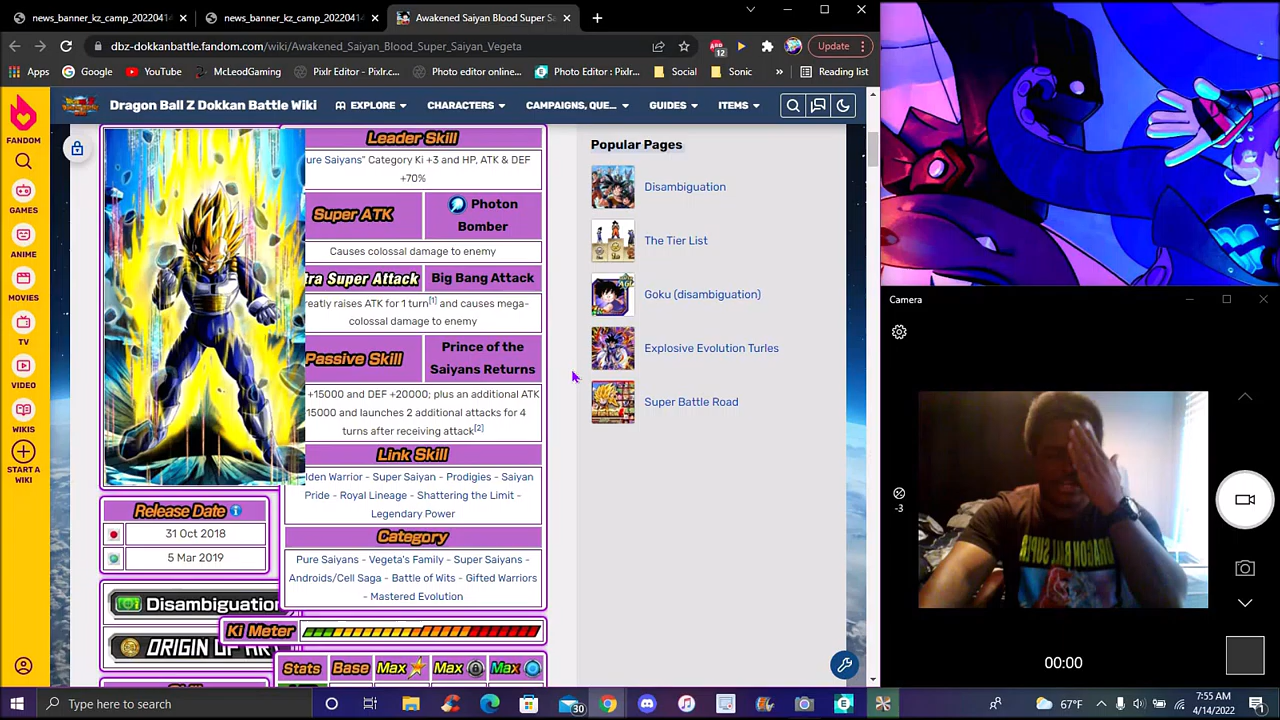 news_banner_kz_camp_2022041
news_banner_kz_camp_2022041
Awakened Saiyan Blood Super Sa
dbz-dokkanbattle.fandom.com/wiki/Awakened_Saiyan_Blood_Super_Saiyan_Vegeta
12
Update
Apps
Google
YouTube
McLeodGaming
Pixlr Editor - Pixlr.c...
Photo editor online...
Photo Editor : Pixlr...
Social
Sonic
»
Reading list
FANDOM
GAMES
ANIME
MOVIES
TV
VIDEO
WIKIS
START A
WIKI
Dragon Ball Z Dokkan Battle Wiki
EXPLORE
CHARACTERS
CAMPAIGNS, QUE...
GUIDES
ITEMS
Leader Skill
ure Saiyans" Category Ki +3 and HP, ATK & DEF
+70%
Super ATK
Photon
Bomber
Causes colossal damage to enemy
tra Super Attack
Big Bang Attack
reatly raises ATK for 1 turn[1] and causes mega-
colossal damage to enemy
Passive Skill
Prince of the
Saiyans Returns
+15000 and DEF +20000; plus an additional ATK
15000 and launches 2 additional attacks for 4
turns after receiving attack[2]
Link Skill
lden Warrior - Super Saiyan - Prodigies - Saiyan
Pride - Royal Lineage - Shattering the Limit -
Legendary Power
Category
Pure Saiyans - Vegeta's Family - Super Saiyans -
Androids/Cell Saga - Battle of Wits - Gifted Warriors
- Mastered Evolution
Release Date
31 Oct 2018
5 Mar 2019
Disambiguation
ORIGIN OF
Ki Meter
Stats
Base
Max
Max
Max
Popular Pages
Disambiguation
The Tier List
Goku (disambiguation)
Explosive Evolution Turles
Super Battle Road
Camera
-3
00:00
Type here to search
30
67°F
7:55 AM
4/14/2022
1